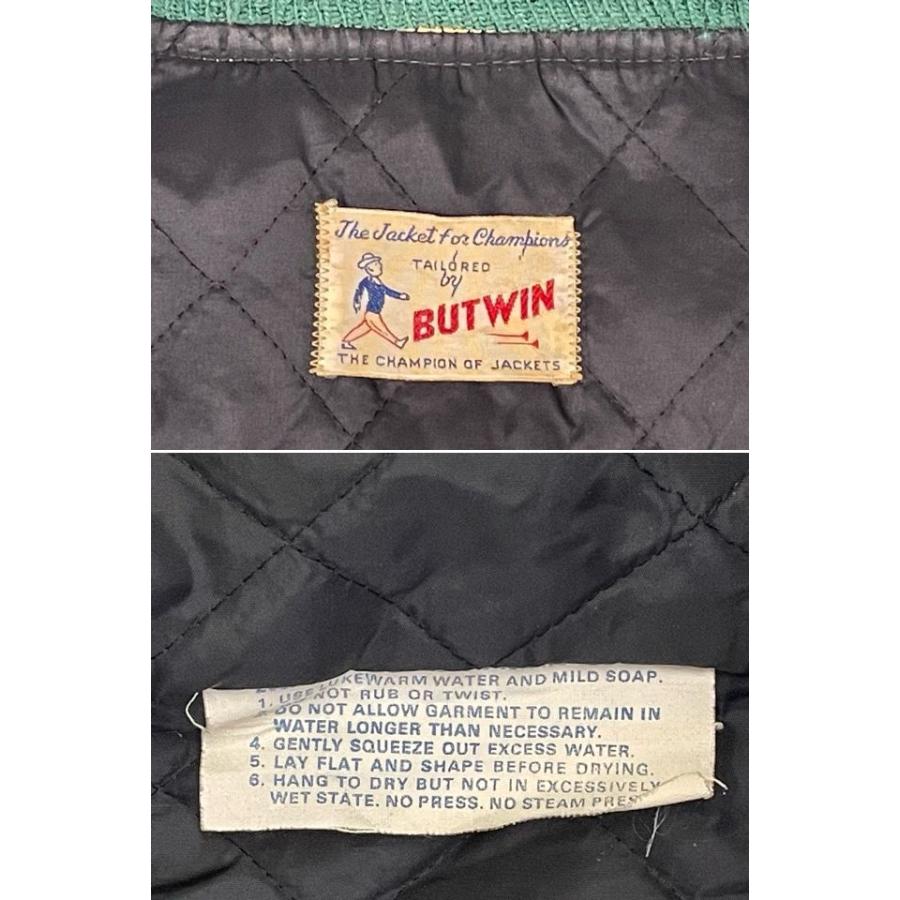 The Jacket for Champions
TAILORED
by
BUTWIN
THE CHAMPION OF JACKETS
LUKEWARM WATER AND MILD SOAP.
1. USE NOT RUB OR TWIST.
DO NOT ALLOW GARMENT TO REMAIN IN
WATER LONGER THAN NECESSARY.
4. GENTLY SQUEEZE OUT EXCESS WATER.
5. LAY FLAT AND SHAPE BEFORE DRYING.
6. HANG TO DRY BUT NOT IN EXCESSIVELY
WET STATE. NO PRESS. NO STEAM PRES